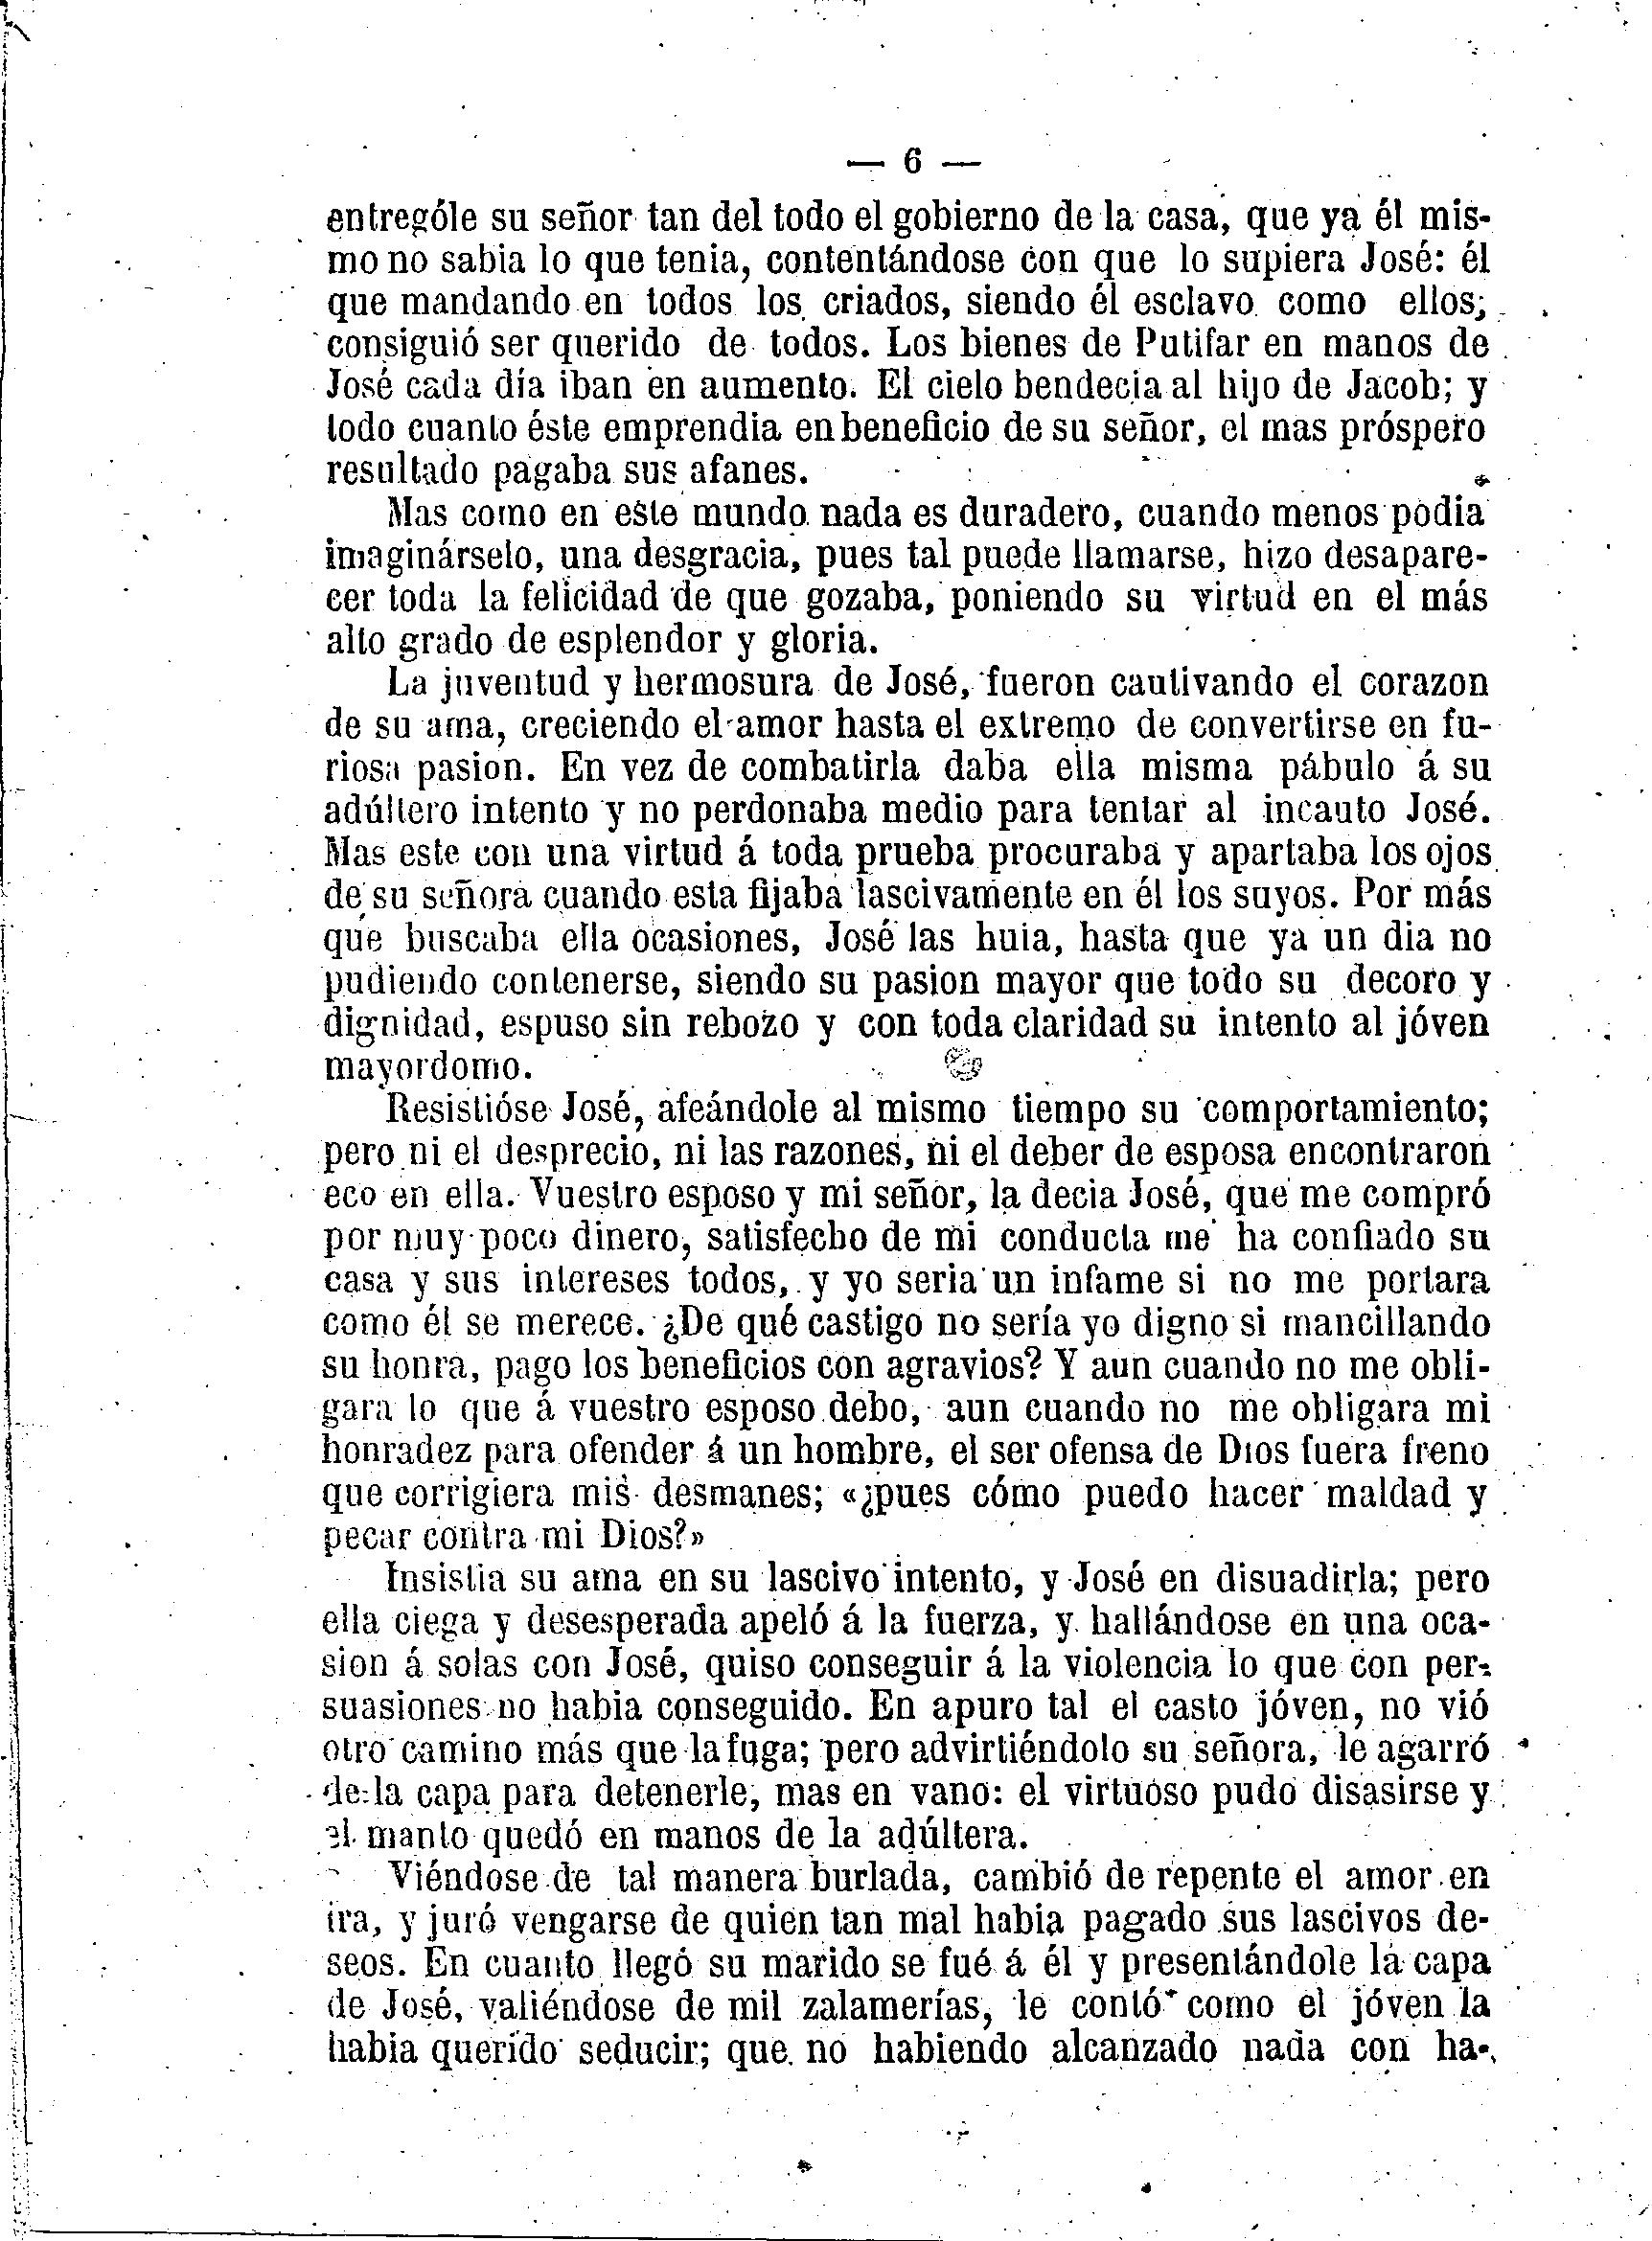 — 6 —
entrególe su señor tan del todo el gobierno de la casa, que ya él mis-
mo no sabia lo que tenia, contentándose con que lo supiera José: él
que mandando en todos los criados, siendo él esclavo como ellos;
consiguió ser querido de todos. Los bienes de Putifar en manos de
José cada día iban en aumento. El cielo bendecia al hijo de Jacob; y
todo cuanto éste emprendia en beneficio de su señor, el mas próspero
resultado pagaba sus afanes.
Mas como en este mundo nada es duradero, cuando menos podia
imaginárselo, una desgracia, pues tal puede llamarse, hizo desapare-
cer toda la felicidad de que gozaba, poniendo su virtud en el más
alto grado de esplendor y gloria.
La juventud y hermosura de José, fueron cautivando el corazon
de su ama, creciendo el amor hasta el extremo de convertirse en fu-
riosa pasion. En vez de combatirla daba ella misma pábulo á su
adúltero intento y no perdonaba medio para tentar al incauto José.
Mas este con una virtud á toda prueba procuraba y apartaba los ojos
de su señora cuando esta fijaba lascivamente en él los suyos. Por más
que buscaba ella ocasiones, José las huia, hasta que ya un dia no
pudiendo contenerse, siendo su pasion mayor que todo su decoro y
dignidad, espuso sin rebozo y con toda claridad su intento al jóven
mayordomo.
Resistióse José, afeándole al mismo tiempo su comportamiento;
pero ni el desprecio, ni las razones, ni el deber de esposa encontraron
eco en ella. Vuestro esposo y mi señor, la decia José, que me compró
por muy poco dinero, satisfecho de mi conducta me ha confiado su
casa y sus intereses todos, y yo seria un infame si no me portara
como él se merece. ¿De qué castigo no sería yo digno si mancillando
su honra, pago los beneficios con agravios? Y aun cuando no me obli-
gara lo que á vuestro esposo debo, aun cuando no me obligara mi
honradez para ofender á un hombre, el ser ofensa de Dios fuera freno
que corrigiera mis desmanes; «¿pues cómo puedo hacer maldad y
pecar contra mi Dios?»
Insistia su ama en su lascivo intento, y José en disuadirla; pero
ella ciega y desesperada apeló á la fuerza, y hallándose en una oca-
sion á solas con José, quiso conseguir á la violencia lo que con per-
suasiones no habia conseguido. En apuro tal el casto jóven, no vió
otro camino más que la fuga; pero advirtiéndolo su señora, le agarró
de la capa para detenerle, mas en vano: el virtuoso pudo disasirse y
el manto quedó en manos de la adúltera.
Viéndose de tal manera burlada, cambió de repente el amor en
ira, y juró vengarse de quien tan mal habia pagado sus lascivos de-
seos. En cuanto llegó su marido se fué á él y presentándole la capa
de José, valiéndose de mil zalamerías, le contó como el jóven la
habia querido seducir; que no habiendo alcanzado nada con ha-